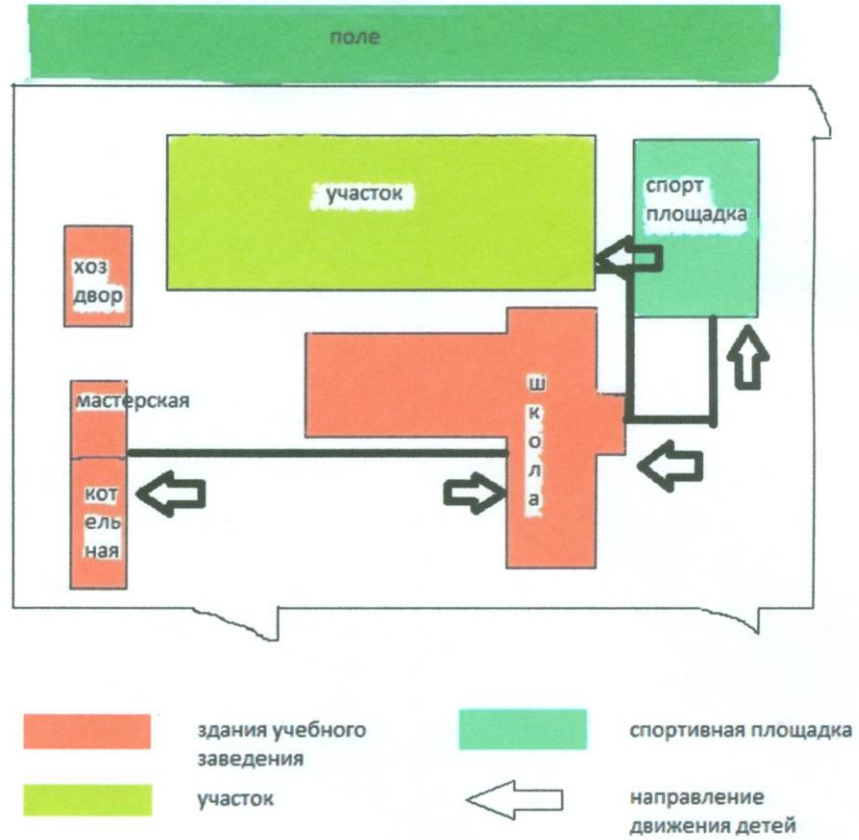 поле
участок
спорт
площадка
хоз
двор
мастерская
ш
к
о
л
а
кот
ель
ная
здания учебного
заведения
спортивная площадка
участок
направление
движения детей